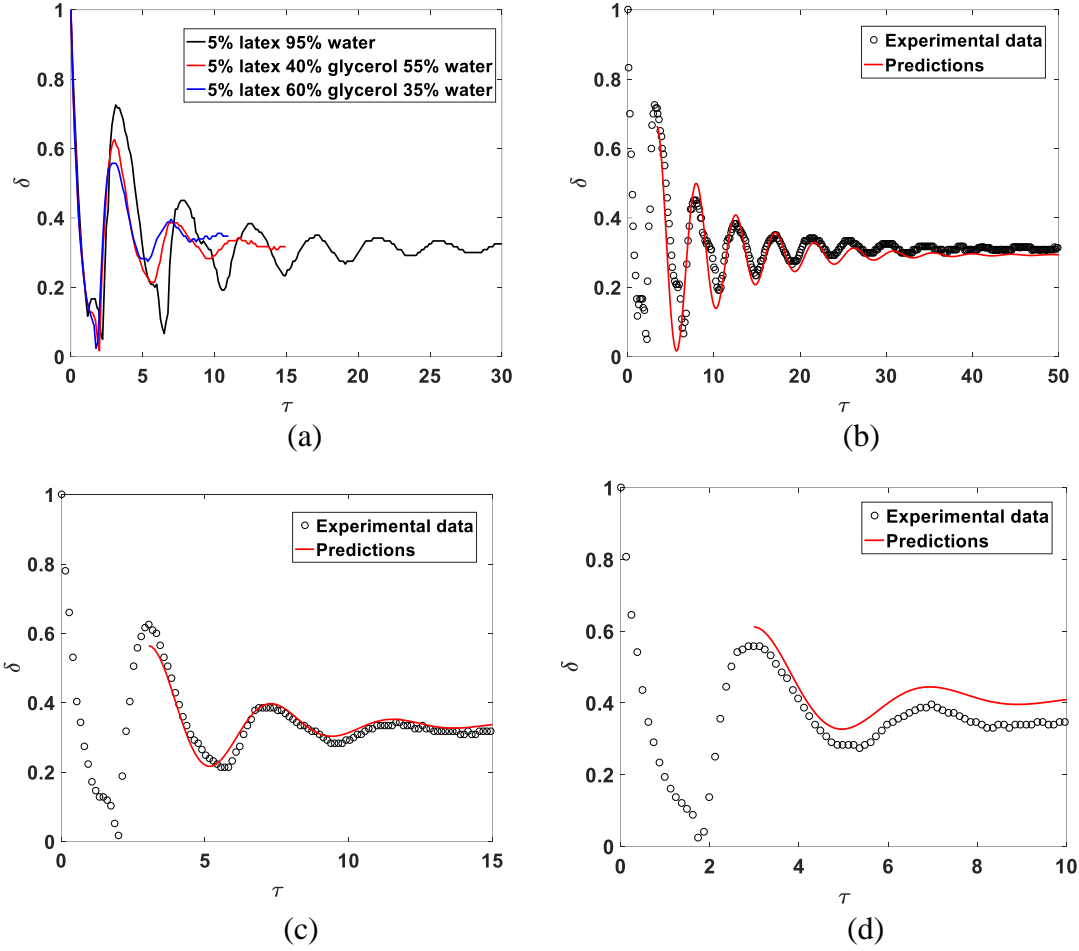 1
0.8
0.6
0.4
0.2
0
δ
0 5 10 15 20 25 30
τ
5% latex 95% water
5% latex 40% glycerol 55% water
5% latex 60% glycerol 35% water
(a)
1
0.8
0.6
0.4
0.2
0
δ
0 10 20 30 40 50
τ
Experimental data
Predictions
(b)
1
0.8
0.6
0.4
0.2
0
δ
0 5 10 15
τ
Experimental data
Predictions
(c)
1
0.8
0.6
0.4
0.2
0
δ
0 2 4 6 8 10
τ
Experimental data
Predictions
(d)